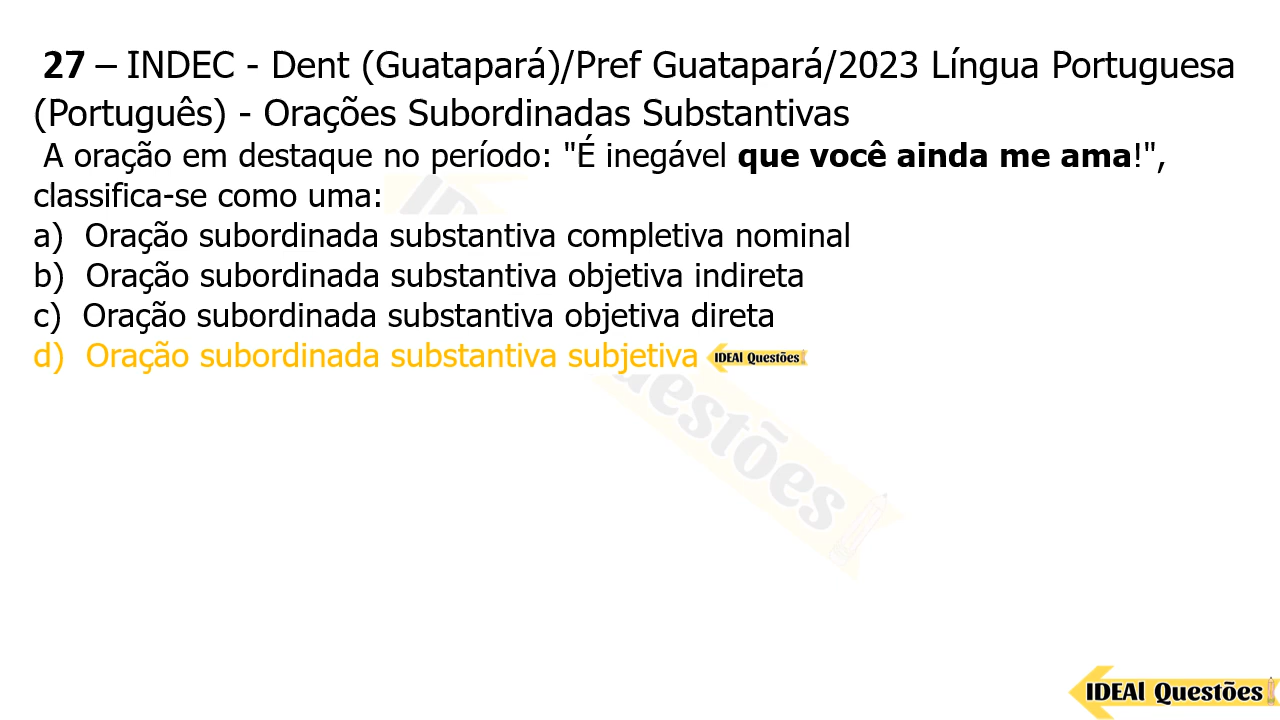 27 – INDEC - Dent (Guatapará)/Pref Guatapará/2023 Língua Portuguesa
(Português) - Orações Subordinadas Substantivas
A oração em destaque no período: "É inegável que você ainda me ama!",
classifica-se como uma:
a) Oração subordinada substantiva completiva nominal
b) Oração subordinada substantiva objetiva indireta
c) Oração subordinada substantiva objetiva direta
d) Oração subordinada substantiva subjetiva IDEAl Questões
IDEAl Questões